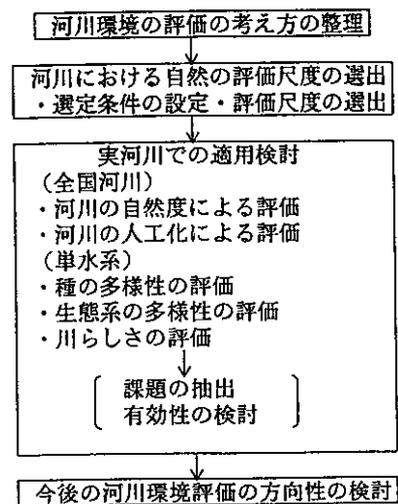 河川環境の評価の考え方の整理
河川における自然の評価尺度の選出
・選定条件の設定・評価尺度の選出
実河川での適用検討
(全国河川)
・河川の自然度による評価
・河川の人工化による評価
(単水系)
・種の多様性の評価
・生態系の多様性の評価
・川らしさの評価
課題の抽出
有効性の検討
今後の河川環境評価の方向性の検討